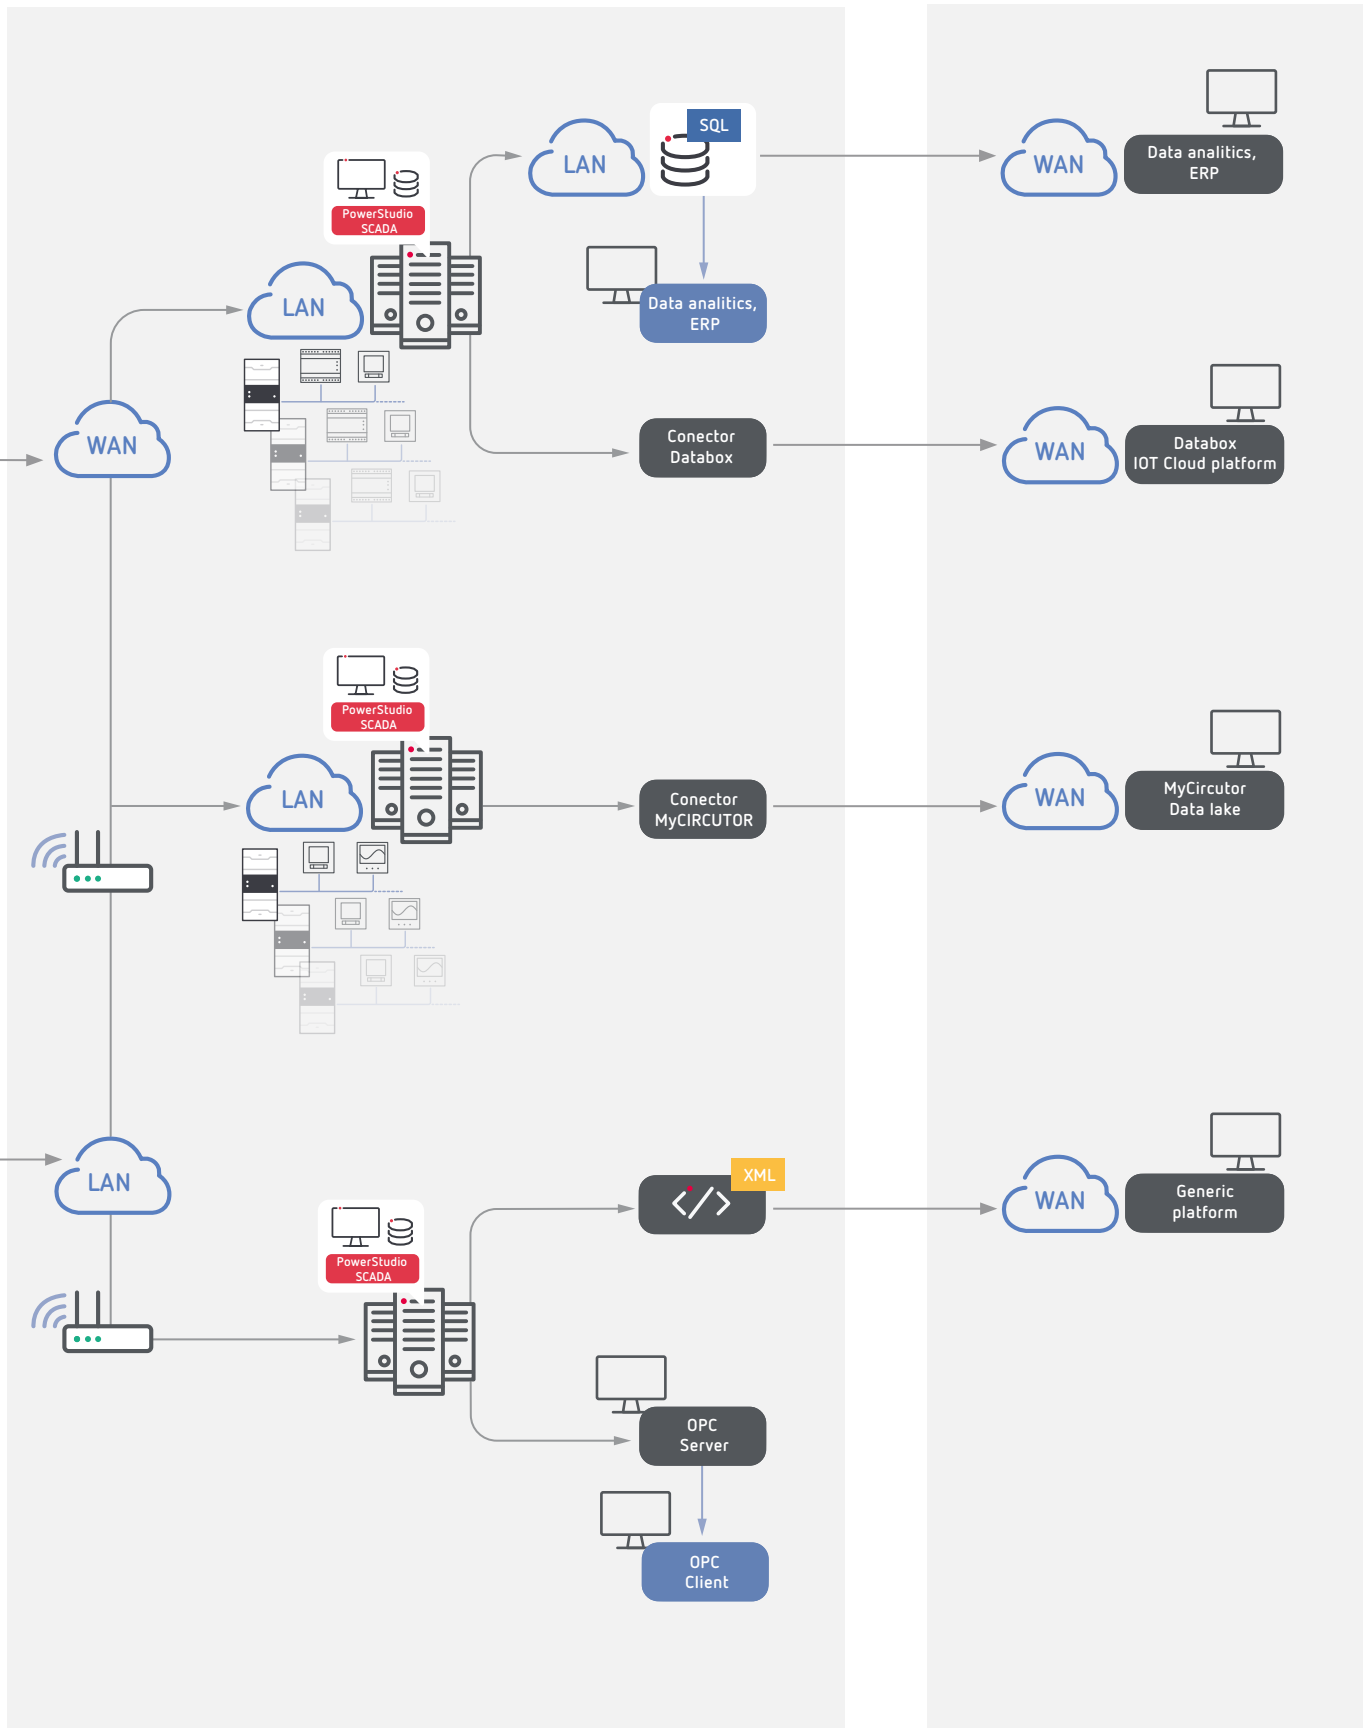 SQL
LAN
WAN
Data analitics,
ERP
PowerStudio
SCADA
LAN
Data analitics,
ERP
WAN
Conector
Databox
WAN
Databox
IOT Cloud platform
PowerStudio
SCADA
LAN
Conector
MyCIRCUTOR
WAN
MyCircutor
Data lake
LAN
XML
</>
WAN
Generic
platform
PowerStudio
SCADA
OPC
Server
OPC
Client